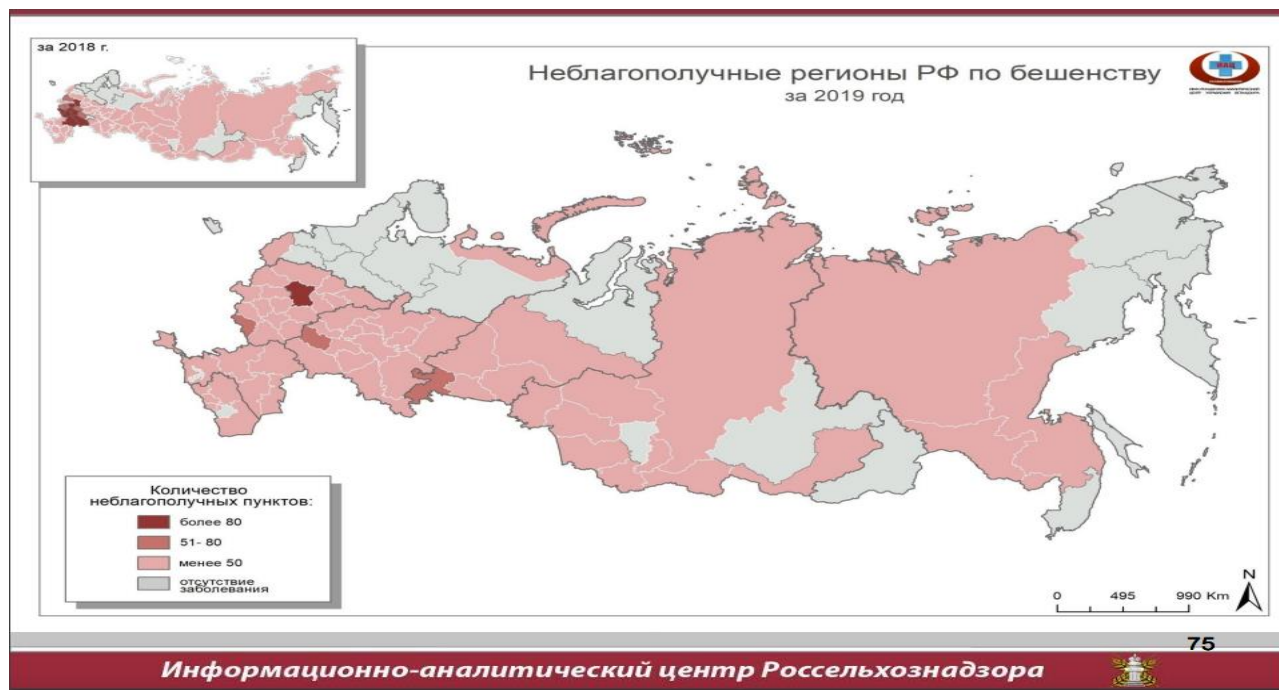 за 2018 г.
Неблагополучные регионы РФ по бешенству
за 2019 год
ИАЦ
Количество
неблагополучных пунктов:
более 80
51- 80
менее 50
отсутствие
заболевания
N
0 495 990 Km
75
Информационно-аналитический центр Россельхознадзора